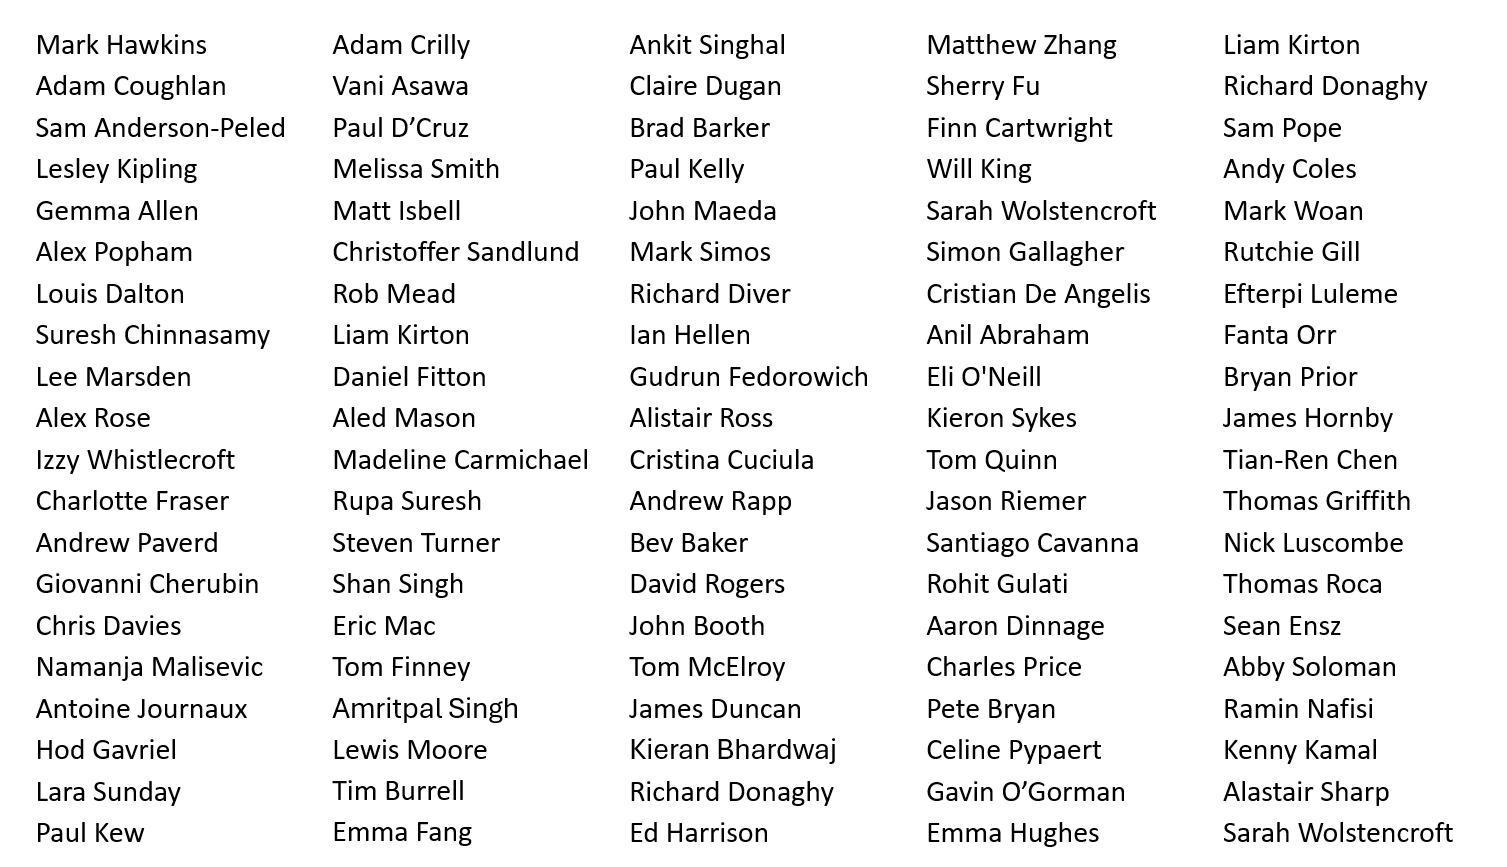 Mark Hawkins
Adam Coughlan
Sam Anderson-Peled
Lesley Kipling
Gemma Allen
Alex Popham
Louis Dalton
Suresh Chinnasamy
Lee Marsden
Alex Rose
Izzy Whistlecroft
Charlotte Fraser
Andrew Paverd
Giovanni Cherubin
Chris Davies
Namanja Malisevic
Antoine Journaux
Hod Gavriel
Lara Sunday
Paul Kew
Adam Crilly
Vani Asawa
Paul D’Cruz
Melissa Smith
Matt Isbell
Christoffer Sandlund
Rob Mead
Liam Kirton
Daniel Fitton
Aled Mason
Madeline Carmichael
Rupa Suresh
Steven Turner
Shan Singh
Eric Mac
Tom Finney
Amritpal Singh
Lewis Moore
Tim Burrell
Emma Fang
Ankit Singhal
Claire Dugan
Brad Barker
Paul Kelly
John Maeda
Mark Simos
Richard Diver
Ian Hellen
Gudrun Fedorowich
Alistair Ross
Cristina Cuciula
Andrew Rapp
Bev Baker
David Rogers
John Booth
Tom McElroy
James Duncan
Kieran Bhardwaj
Richard Donaghy
Ed Harrison
Matthew Zhang
Sherry Fu
Finn Cartwright
Will King
Sarah Wolstencroft
Simon Gallagher
Cristian De Angelis
Anil Abraham
Eli O'Neill
Kieron Sykes
Tom Quinn
Jason Riemer
Santiago Cavanna
Rohit Gulati
Aaron Dinnage
Charles Price
Pete Bryan
Celine Pypaert
Gavin O’Gorman
Emma Hughes
Liam Kirton
Richard Donaghy
Sam Pope
Andy Coles
Mark Woan
Rutchie Gill
Efterpi Luleme
Fanta Orr
Bryan Prior
James Hornby
Tian-Ren Chen
Thomas Griffith
Nick Luscombe
Thomas Roca
Sean Ensz
Abby Soloman
Ramin Nafisi
Kenny Kamal
Alastair Sharp
Sarah Wolstencroft